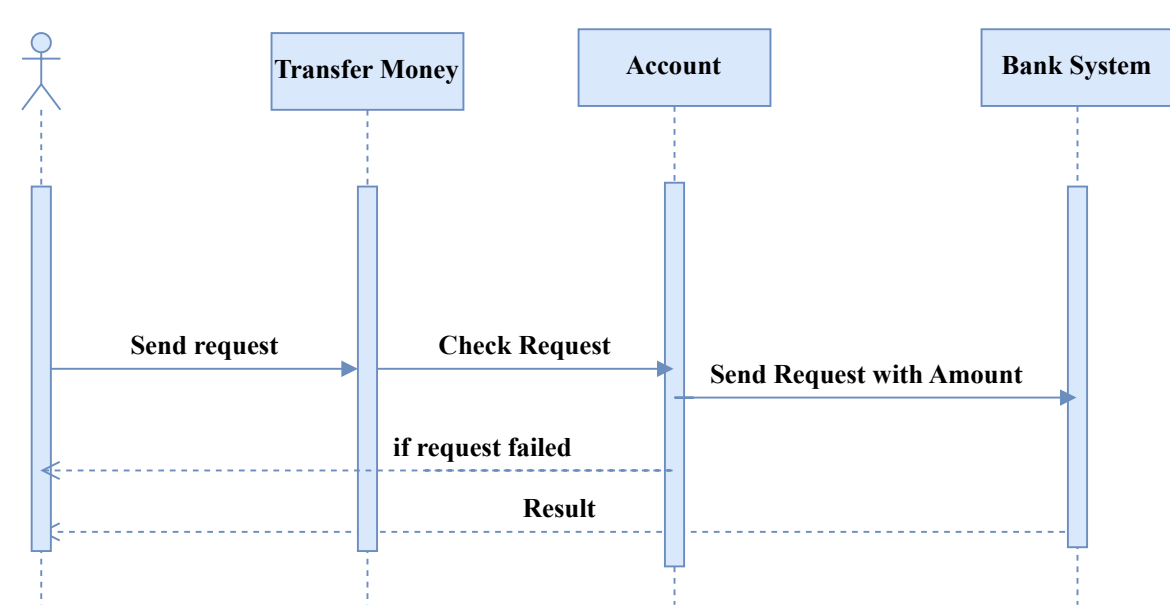 Transfer Money
Account
Bank System
Send request
Check Request
Send Request with Amount
if request failed
Result